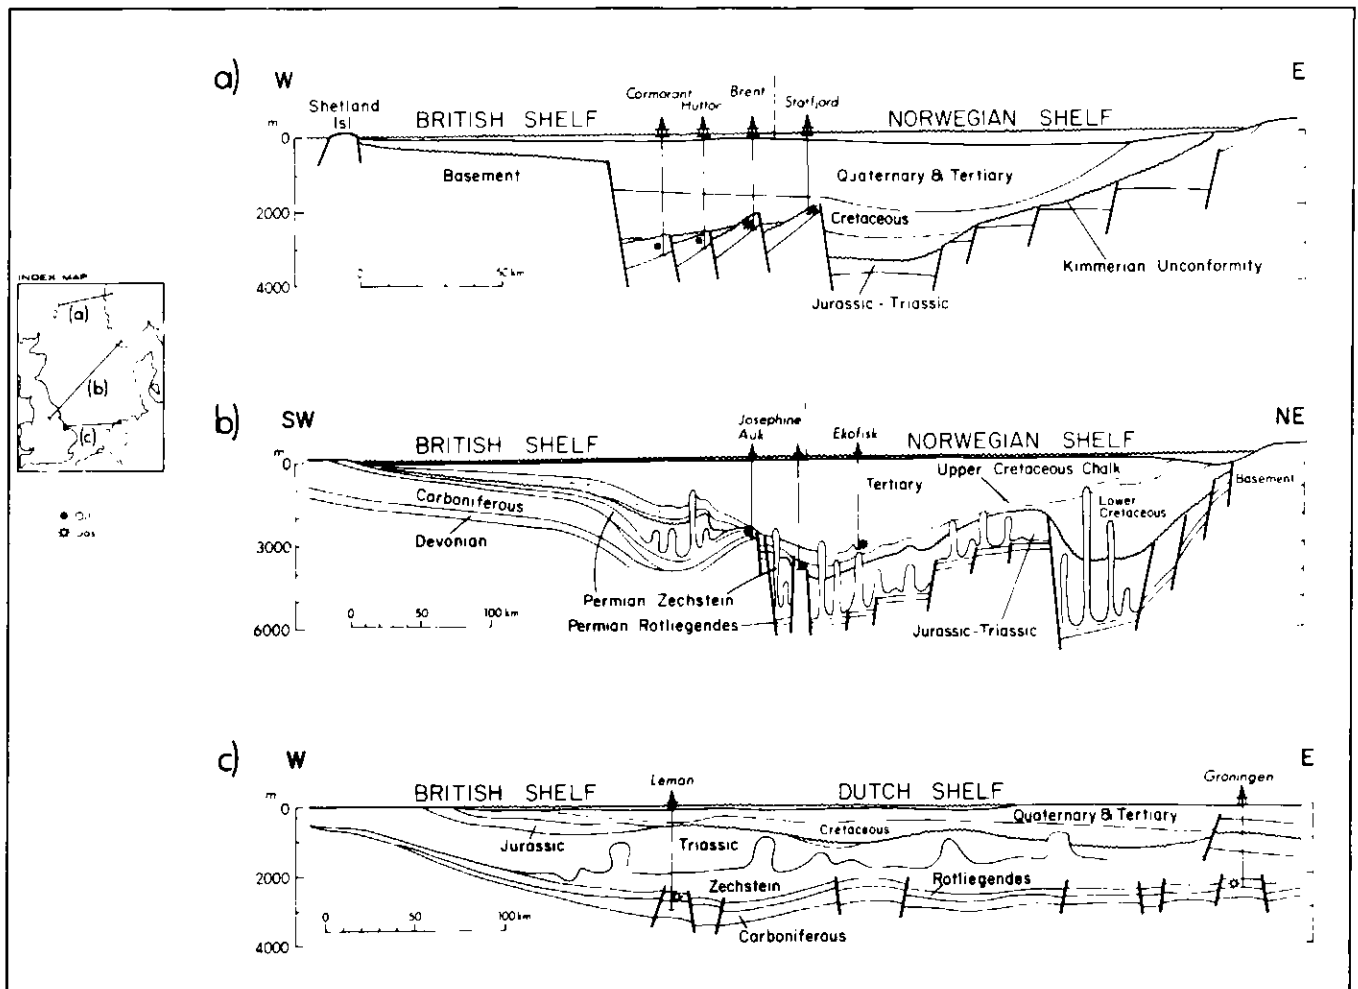 a) W E
Cormorant Hutton Brent Statfjord
Shetland
Isl
BRITISH SHELF NORWEGIAN SHELF
m
0
Basement
Quaternary & Tertiary
2000
Cretaceous
Kimmerian Unconformity
0 50 km
4000
Jurassic - Triassic
INDEX MAP
(a)
(b)
(c)
Oil
Gas
b) SW NE
Josephine
Auk Ekofisk
BRITISH SHELF NORWEGIAN SHELF
m
0
Upper Cretaceous Chalk
Tertiary
Basement
Carboniferous
Lower
Cretaceous
Devonian
3000
Permian Zechstein
0 50 100 km
Permian Rotliegendes
Jurassic-Triassic
6000
c) W E
Leman Groningen
BRITISH SHELF DUTCH SHELF
m
0
Quaternary & Tertiary
Cretaceous
Jurassic Triassic
2000
Zechstein Rotliegendes
0 50 100 km
Carboniferous
4000